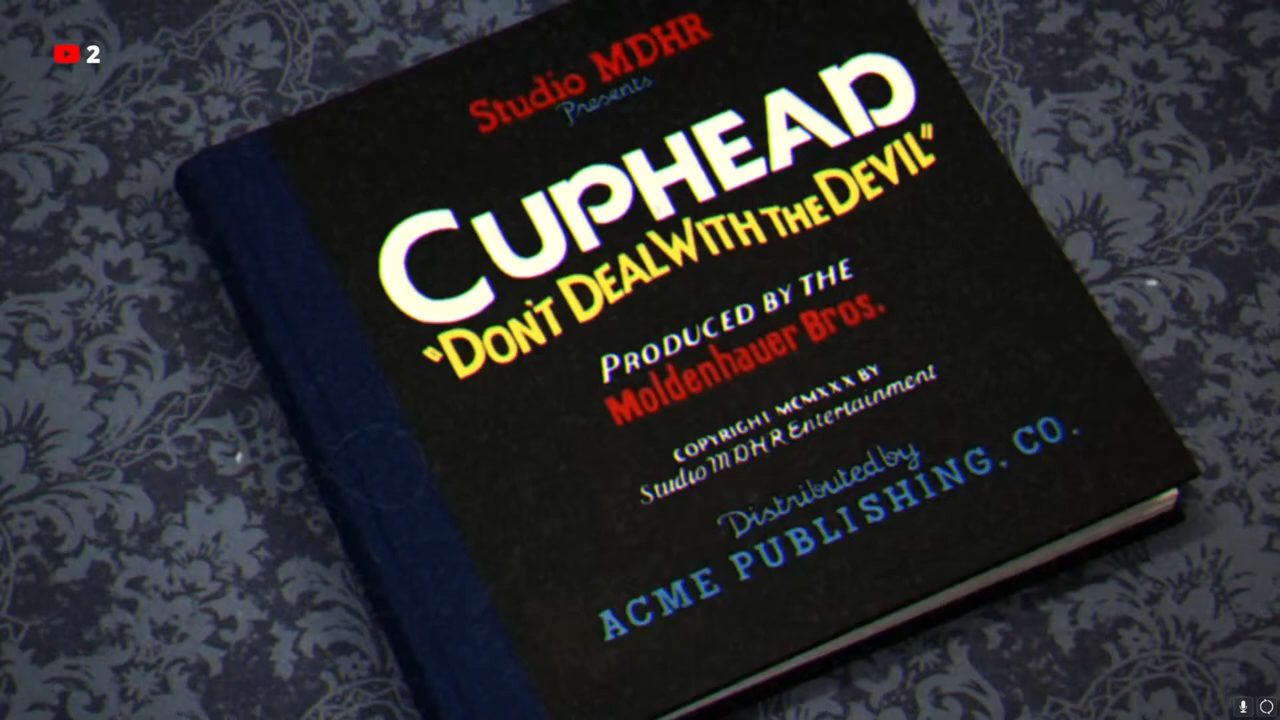 2
Studio MDHR
Presents
CUPHEAD
"DON'T DEAL WITH THE DEVIL"
PRODUCED BY THE
Moldenhauer Bros.
COPYRIGHT MCMXXX BY
Studio MDHR Entertainment
Distributed by
ACME PUBLISHING. CO.